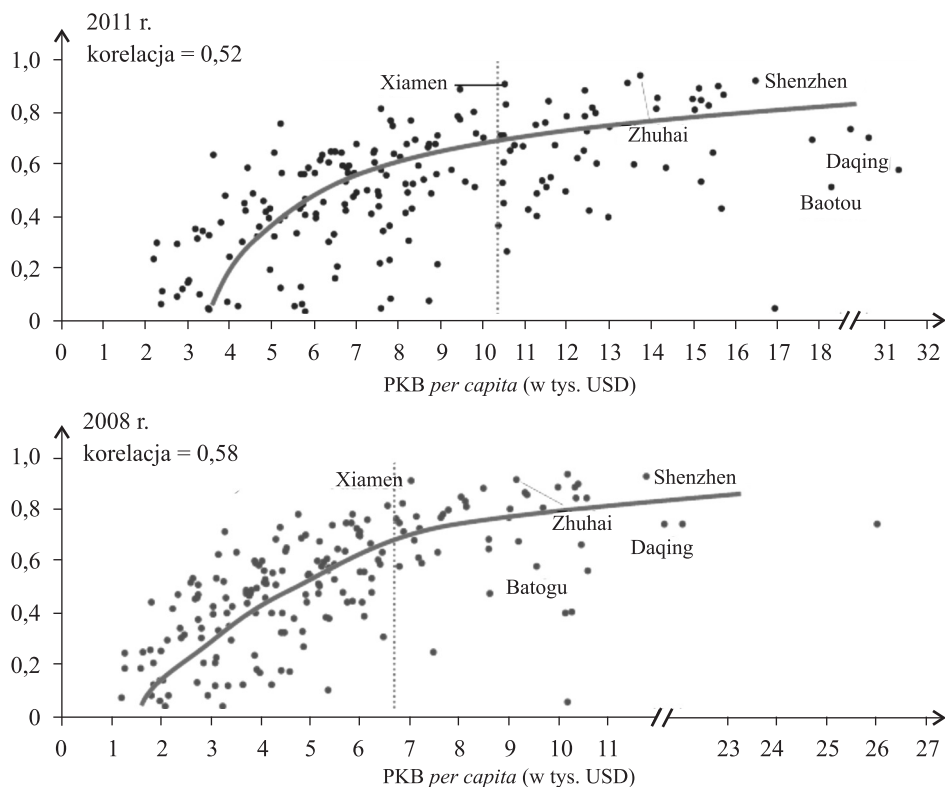 2011 r.
korelacja = 0,52
1,0
Xiamen
Shenzhen
0,8
Zhuhai
0,6
Daqing
Baotou
0,4
0,2
0
0 1 2 3 4 5 6 7 8 9 10 11 12 13 14 15 16 17 18 31 32
PKB per capita (w tys. USD)
2008 r.
korelacja = 0,58
1,0
Xiamen
Shenzhen
0,8
Zhuhai
Daqing
0,6
Batogu
0,4
0,2
0
0 1 2 3 4 5 6 7 8 9 10 11 23 24 25 26 27
PKB per capita (w tys. USD)